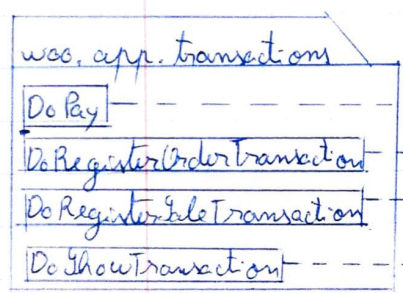 woo.app.transactions
DoPay
DoRegisterOrderTransaction
DoRegisterSaleTransaction
DoShowTransaction